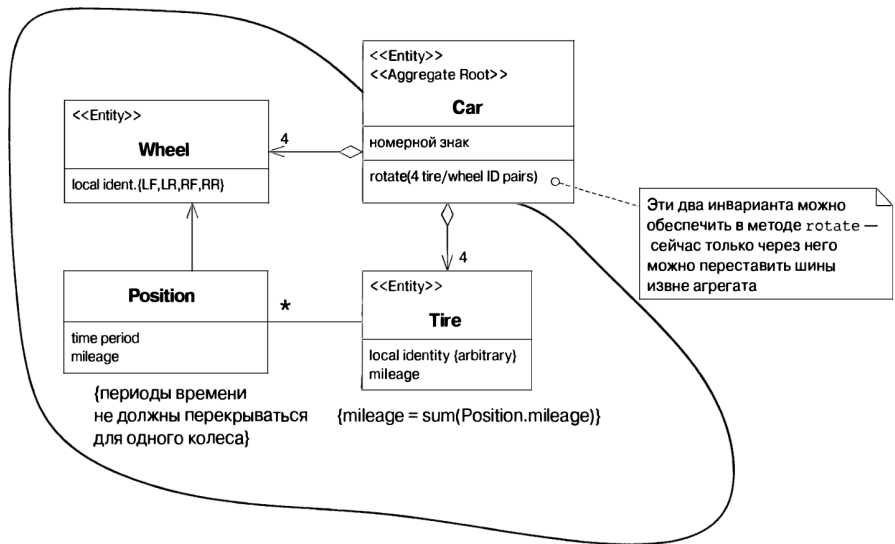 <<Entity>>
<<Aggregate Root>>
Car
номерной знак
rotate(4 tire/wheel ID pairs)
<<Entity>>
Wheel
local ident.{LF,LR,RF,RR}
4
Эти два инварианта можно
обеспечить в методе rotate —
сейчас только через него
можно переставить шины
извне агрегата
4
Position
time period
mileage
*
<<Entity>>
Tire
local identity {arbitrary}
mileage
{периоды времени
не должны перекрываться
для одного колеса}
{mileage = sum(Position.mileage)}